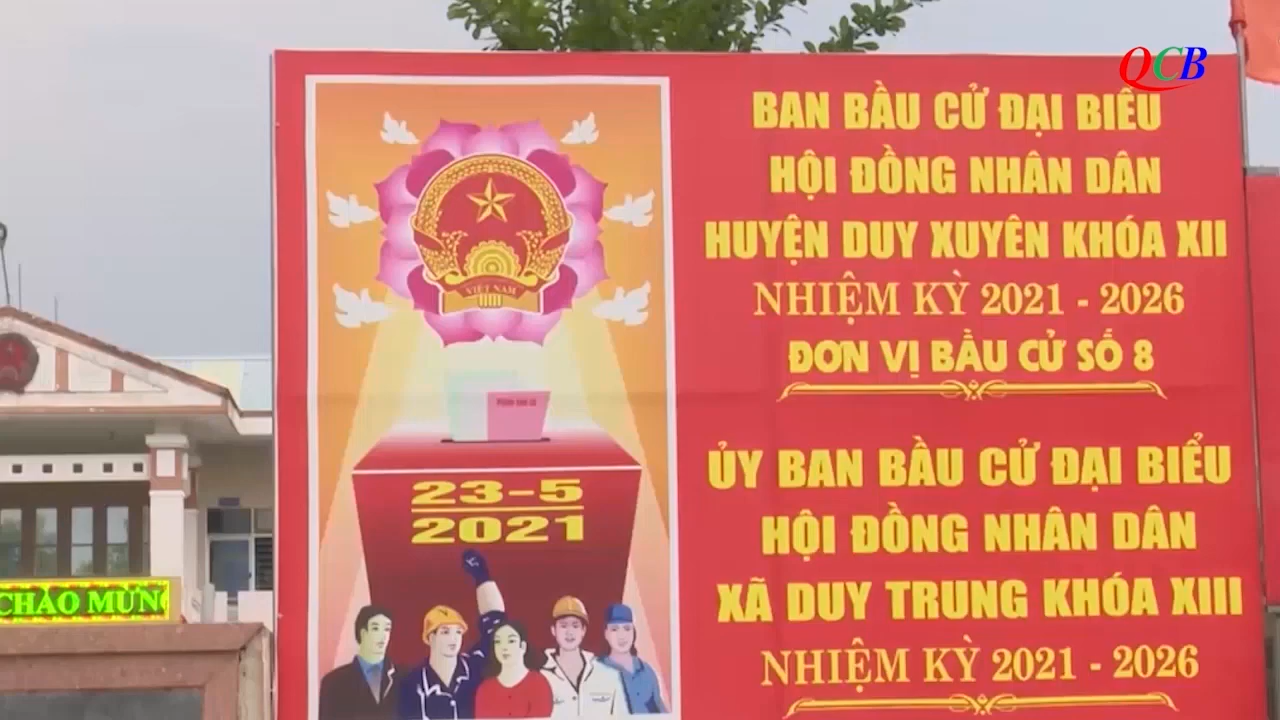 QCB
BAN BẦU CỬ ĐẠI BIỂU
HỘI ĐỒNG NHÂN DÂN
HUYỆN DUY XUYÊN KHÓA XII
NHIỆM KỲ 2021 - 2026
ĐƠN VỊ BẦU CỬ SỐ 8
ỦY BAN BẦU CỬ ĐẠI BIỂU
HỘI ĐỒNG NHÂN DÂN
XÃ DUY TRUNG KHÓA XIII
NHIỆM KỲ 2021 - 2026
VIỆT NAM
23-5
2021
CHÀO MỪNG